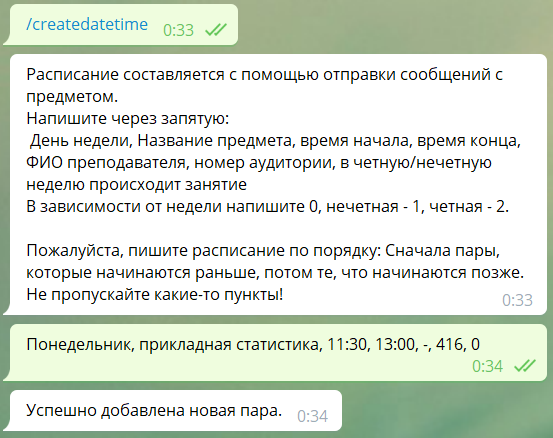 /createdatetime 0:33
Расписание составляется с помощью отправки сообщений с
предметом.
Напишите через запятую:
День недели, Название предмета, время начала, время конца,
ФИО преподавателя, номер аудитории, в четную/нечетную
неделю происходит занятие
В зависимости от недели напишите 0, нечетная - 1, четная - 2.
Пожалуйста, пишите расписание по порядку: Сначала пары,
которые начинаются раньше, потом те, что начинаются позже.
Не пропускайте какие-то пункты! 0:33
Понедельник, прикладная статистика, 11:30, 13:00, -, 416, 0
0:34
Успешно добавлена новая пара. 0:34